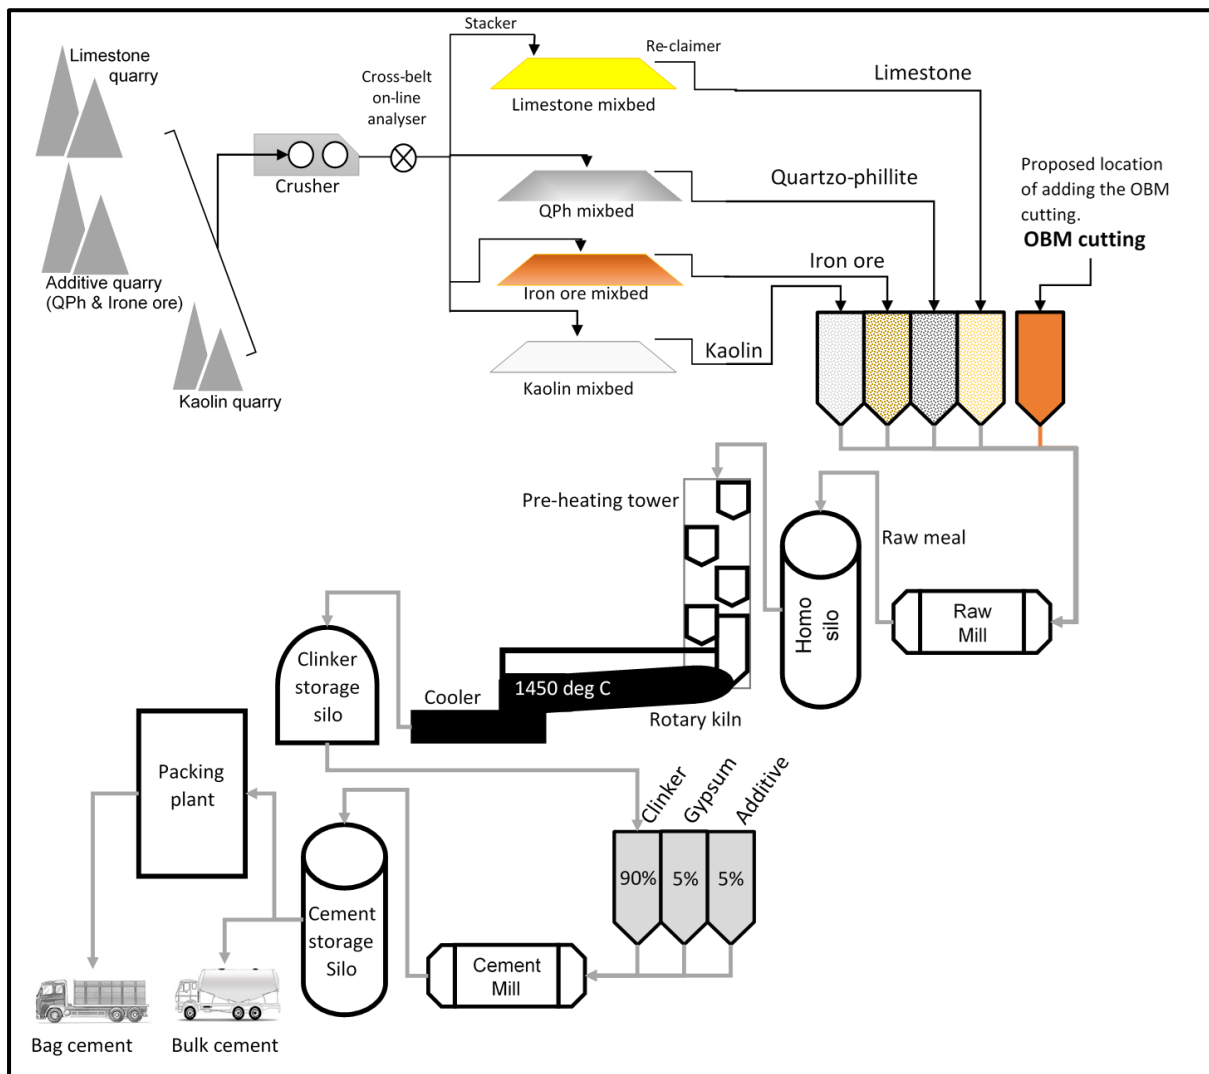 Stacker
Limestone
quarry
Re-claimer
Cross-belt
on-line
analyser
Limestone
Limestone mixbed
Crusher
Proposed location
of adding the OBM
cutting.
OBM cutting
Quartzo-phillite
QPh mixbed
Additive quarry
(QPh & Irone ore)
Iron ore
Iron ore mixbed
Kaolin
Kaolin mixbed
Kaolin quarry
Pre-heating tower
Raw meal
Homo
silo
Raw
Mill
Clinker
storage
silo
Cooler
1450 deg C
Rotary kiln
Packing
plant
Clinker
Gypsum
Additive
90%
5%
5%
Cement
storage
Silo
Cement
Mill
Bag cement
Bulk cement